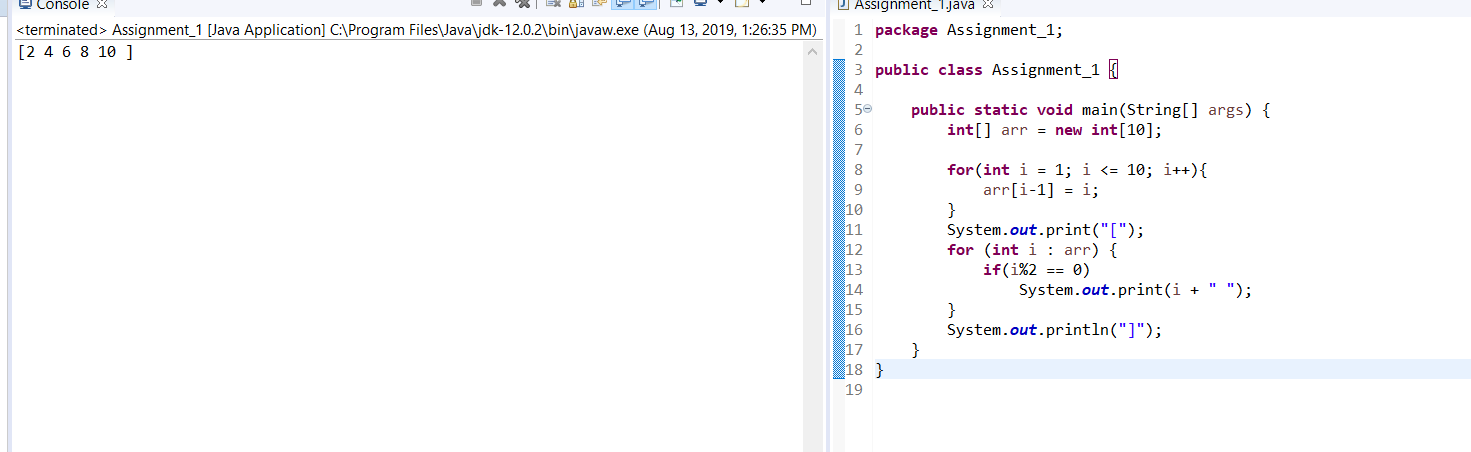 Console
<terminated> Assignment_1 [Java Application] C:\Program Files\Java\jdk-12.0.2\bin\javaw.exe (Aug 13, 2019, 1:26:35 PM)
[2 4 6 8 10 ]
Assignment_1.java
1 package Assignment_1;
2
3 public class Assignment_1 {
4
5     public static void main(String[] args) {
6         int[] arr = new int[10];
7
8         for(int i = 1; i <= 10; i++){
9             arr[i-1] = i;
10         }
11         System.out.print("[");
12         for (int i : arr) {
13             if(i%2 == 0)
14                 System.out.print(i + " ");
15         }
16         System.out.println("]");
17     }
18 }
19